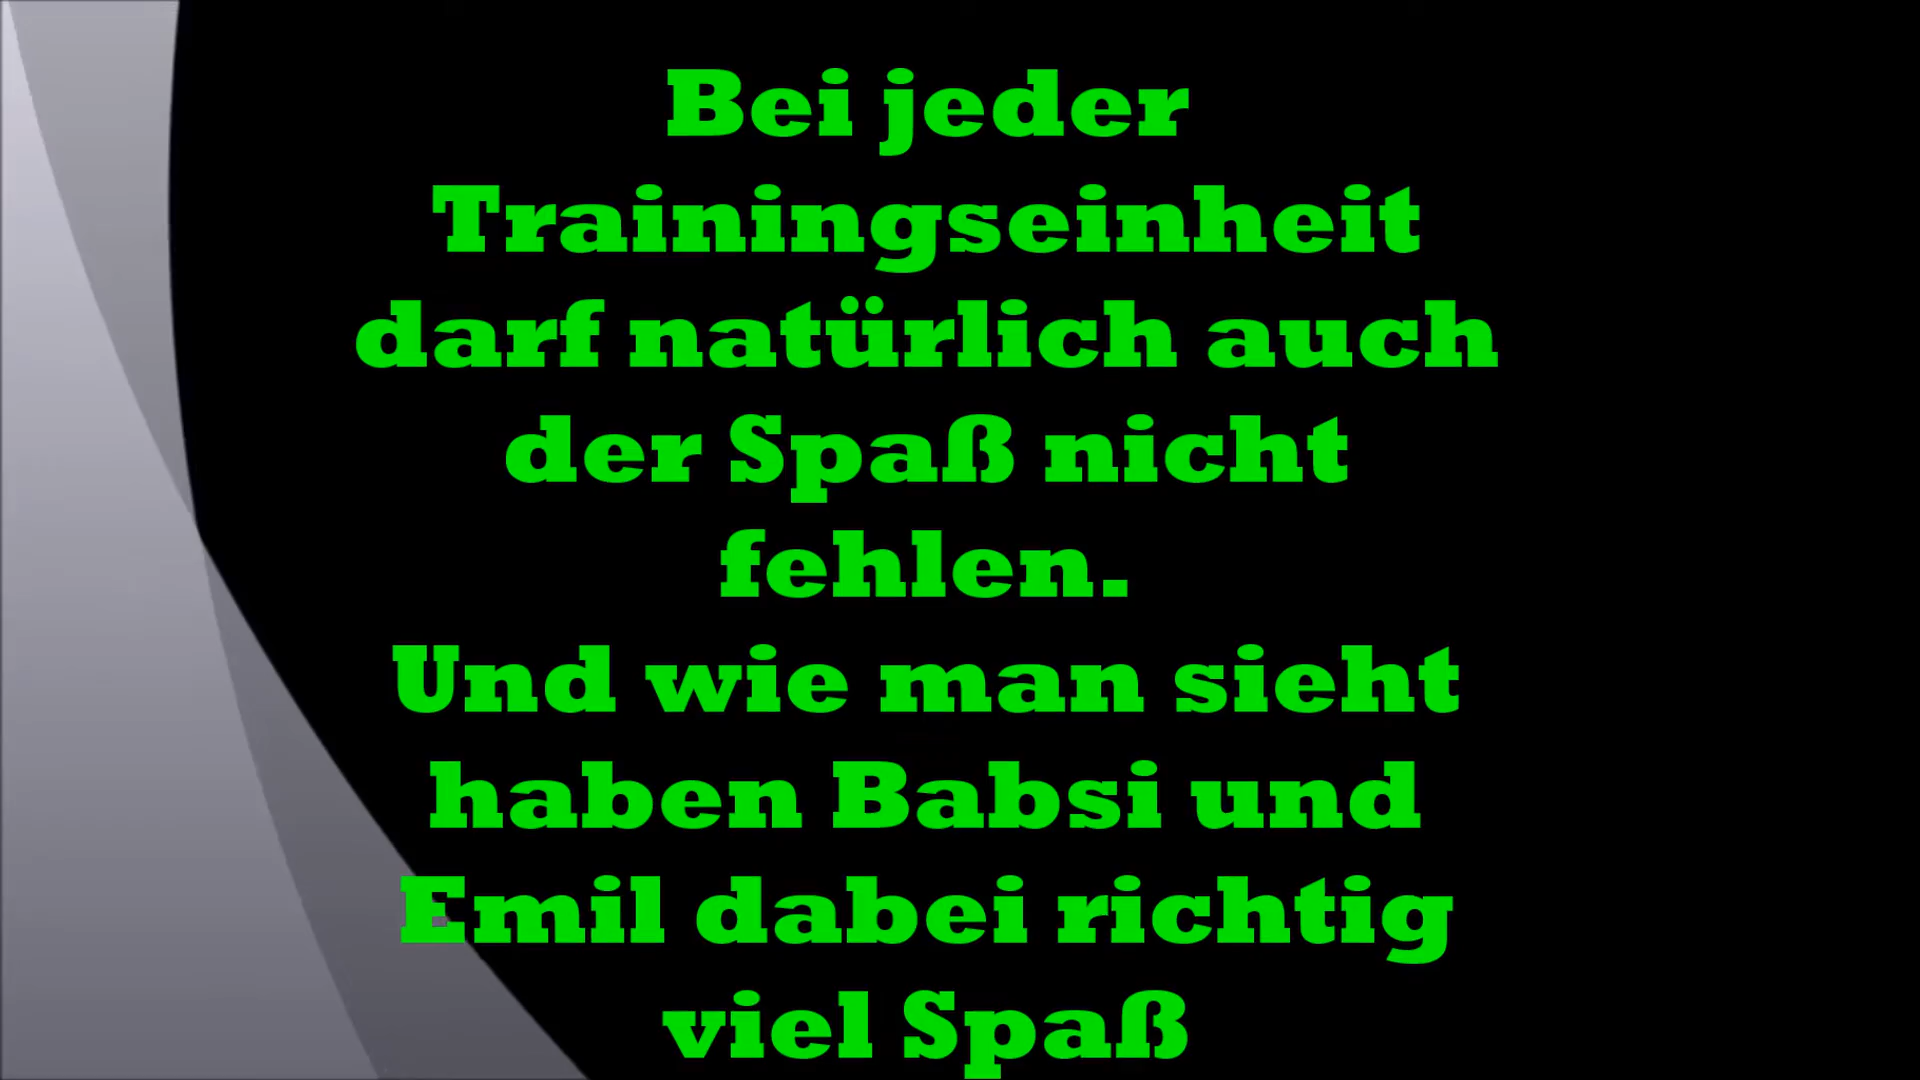 Bei jeder
Trainingseinheit
darf natürlich auch
der Spaß nicht
fehlen.
Und wie man sieht
haben Babsi und
Emil dabei richtig
viel Spaß